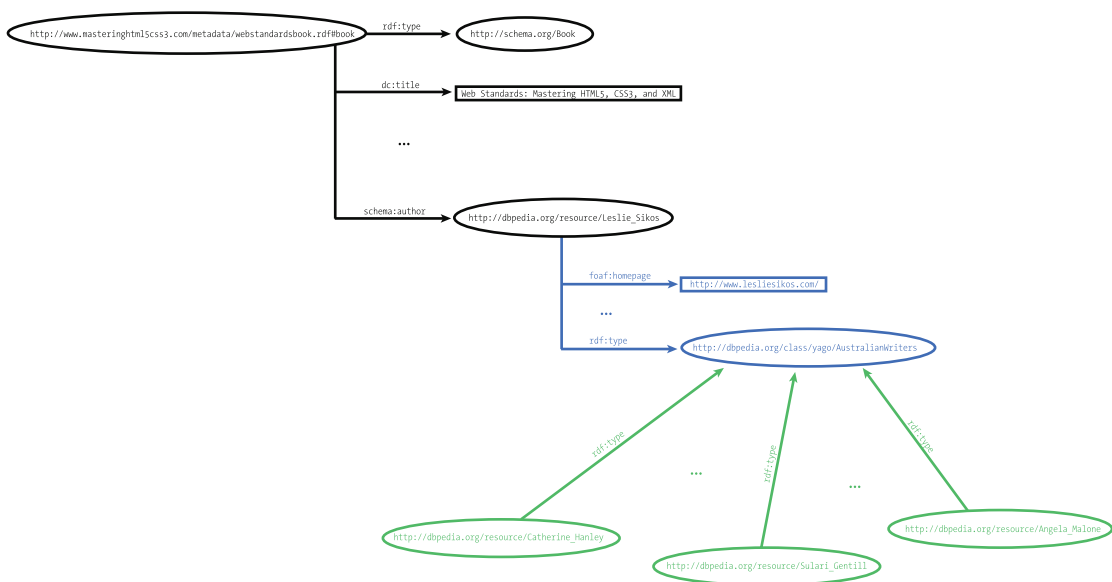 rdf:type
http://www.masteringhtml5css3.com/metadata/webstandardsbook.rdf#book
http://schema.org/Book
dc:title
Web Standards: Mastering HTML5, CSS3, and XML
...
schema:author
http://dbpedia.org/resource/Leslie_Sikos
foaf:homepage
http://www.lesliesikos.com/
...
rdf:type
http://dbpedia.org/class/yago/AustralianWriters
rdf:type
rdf:type
rdf:type
...
...
http://dbpedia.org/resource/Catherine_Hanley
http://dbpedia.org/resource/Angela_Malone
http://dbpedia.org/resource/Sulari_Gentill